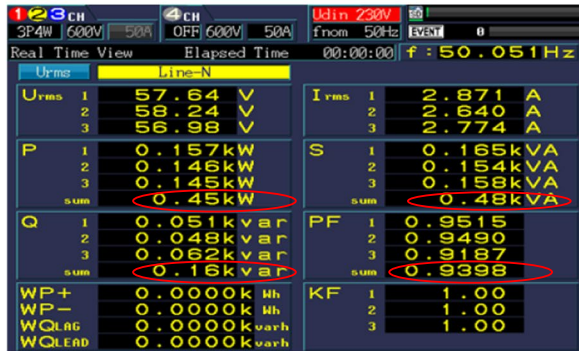 1 2 3 CH 4 CH Udin 230V
3P4W 600V 50A OFF 600V 50A fnom 50Hz EVENT 0
Real Time View Elapsed Time 00:00:00 f:50.051Hz
Urms Line-N
Urms 1 57.64 V Irms 1 2.871 A
2 58.24 V 2 2.640 A
3 56.98 V 3 2.774 A
P 1 0.157kW S 1 0.165kVA
2 0.146kW 2 0.154kVA
3 0.145kW 3 0.158kVA
sum 0.45kW sum 0.48kVA
Q 1 0.051kvar PF 1 0.9515
2 0.048kvar 2 0.9490
3 0.062kvar 3 0.9187
sum 0.16kvar sum 0.9398
WP+ 0.0000k Wh KF 1 1.00
WP- 0.0000k Wh 2 1.00
WQLAG 0.0000k varh 3 1.00
WQLEAD 0.0000k varh